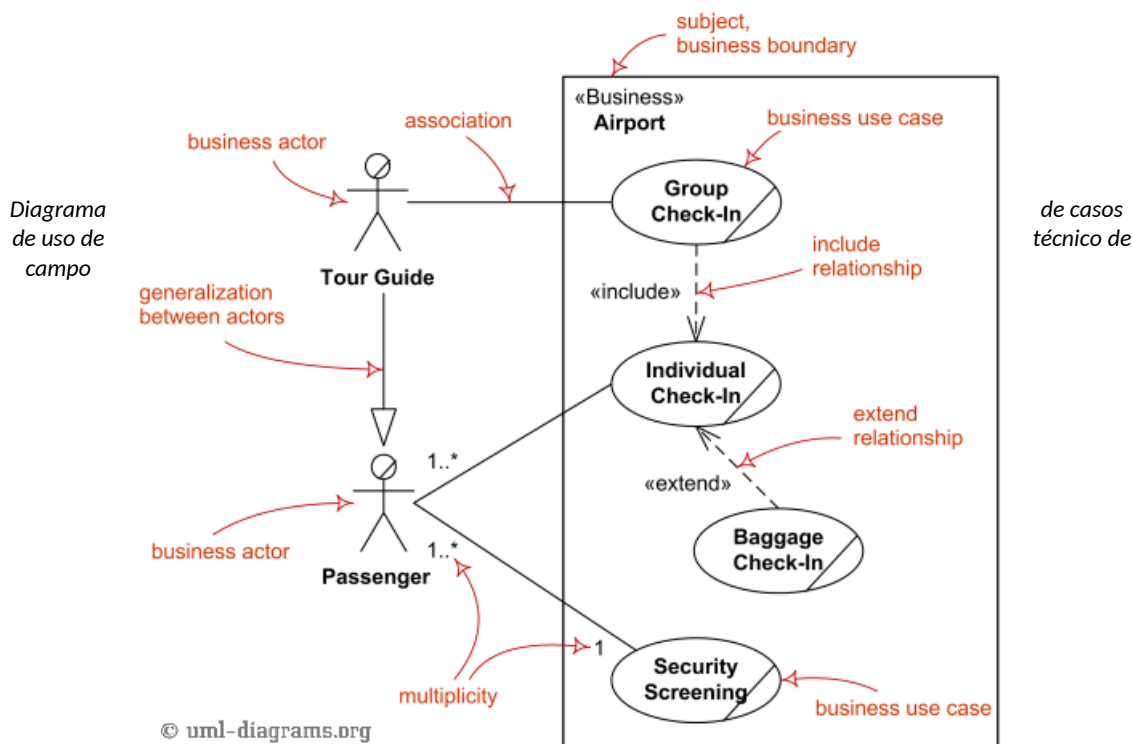 subject,
business boundary
«Business»
Airport
association
business use case
business actor
Group
Check-In
Diagrama
de uso de
campo
de casos
técnico de
Tour Guide
include
relationship
«include»
generalization
between actors
Individual
Check-In
extend
relationship
1..*
«extend»
business actor
1..*
Baggage
Check-In
Passenger
1
multiplicity
Security
Screening
business use case
© uml-diagrams.org